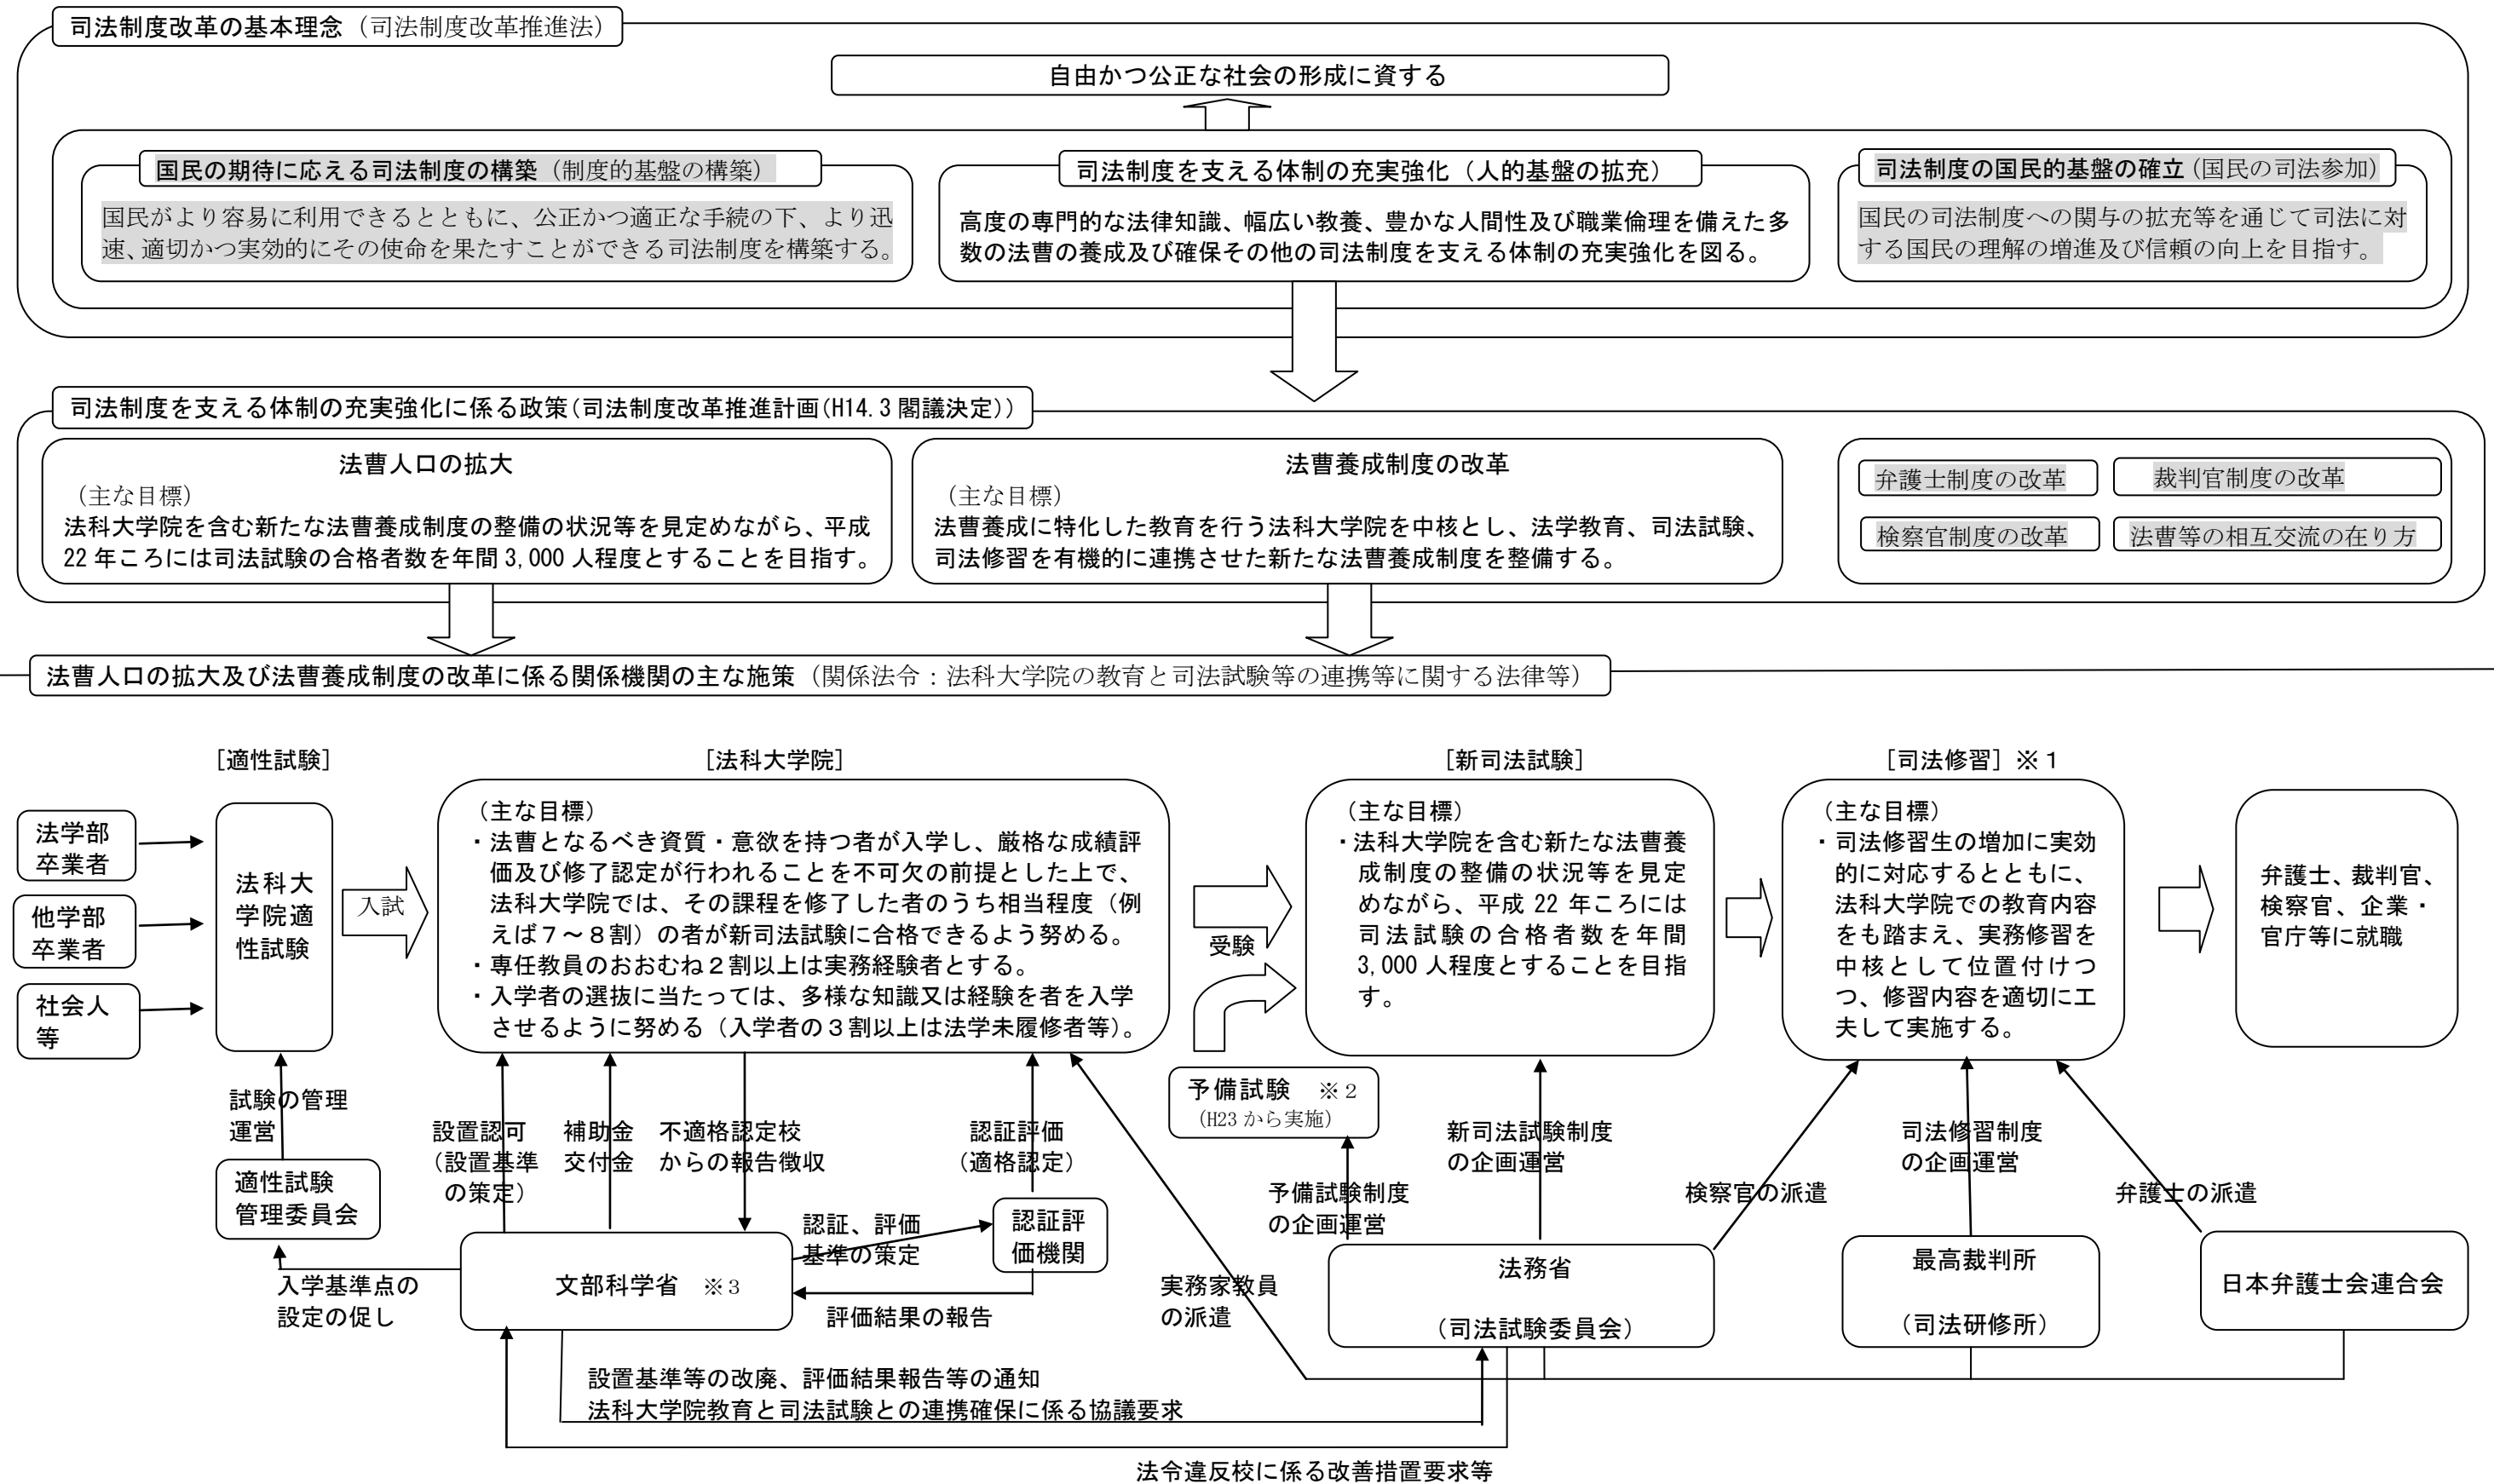 司法制度改革の基本理念（司法制度改革推進法）
自由かつ公正な社会の形成に資する
国民の期待に応える司法制度の構築（制度的基盤の構築）
国民がより容易に利用できるとともに、公正かつ適正な手続の下、より迅
速、適切かつ実効的にその使命を果たすことができる司法制度を構築する。
司法制度を支える体制の充実強化（人的基盤の拡充）
高度の専門的な法律知識、幅広い教養、豊かな人間性及び職業倫理を備えた多
数の法曹の養成及び確保その他の司法制度を支える体制の充実強化を図る。
司法制度の国民的基盤の確立（国民の司法参加）
国民の司法制度への関与の拡充等を通じて司法に対
する国民の理解の増進及び信頼の向上を目指す。
司法制度を支える体制の充実強化に係る政策（司法制度改革推進計画（H14.3 閣議決定））
法曹人口の拡大
（主な目標）
法科大学院を含む新たな法曹養成制度の整備の状況等を見定めながら、平成
22 年ころには司法試験の合格者数を年間 3,000 人程度とすることを目指す。
法曹養成制度の改革
（主な目標）
法曹養成に特化した教育を行う法科大学院を中核とし、法学教育、司法試験、
司法修習を有機的に連携させた新たな法曹養成制度を整備する。
弁護士制度の改革
裁判官制度の改革
検察官制度の改革
法曹等の相互交流の在り方
法曹人口の拡大及び法曹養成制度の改革に係る関係機関の主な施策（関係法令：法科大学院の教育と司法試験等の連携等に関する法律等）
［適性試験］
［法科大学院］
［新司法試験］
［司法修習］※１
法学部
卒業者
他学部
卒業者
社会人
等
法科大
学院適
性試験
入試
（主な目標）
・法曹となるべき資質・意欲を持つ者が入学し、厳格な成績評
価及び修了認定が行われることを不可欠の前提とした上で、
法科大学院では、その課程を修了した者のうち相当程度（例
えば７～８割）の者が新司法試験に合格できるよう努める。
・専任教員のおおむね２割以上は実務経験者とする。
・入学者の選抜に当たっては、多様な知識又は経験を者を入学
させるように努める（入学者の３割以上は法学未履修者等）。
受験
（主な目標）
・法科大学院を含む新たな法曹養
成制度の整備の状況等を見定
めながら、平成 22 年ころには
司法試験の合格者数を年間
3,000 人程度とすることを目指
す。
（主な目標）
・司法修習生の増加に実効
的に対応するとともに、
法科大学院での教育内容
をも踏まえ、実務修習を
中核として位置付けつ
つ、修習内容を適切に工
夫して実施する。
弁護士、裁判官、
検察官、企業・
官庁等に就職
予備試験　※２
（H23 から実施）
試験の管理
運営
設置認可
（設置基準
の策定）
補助金
交付金
不適格認定校
からの報告徴収
認証評価
（適格認定）
予備試験制度
の企画運営
新司法試験制度
の企画運営
検察官の派遣
司法修習制度
の企画運営
弁護士の派遣
適性試験
管理委員会
入学基準点の
設定の促し
文部科学省　※３
認証、評価
基準の策定
認証評
価機関
評価結果の報告
実務家教員
の派遣
法務省
（司法試験委員会）
最高裁判所
（司法研修所）
日本弁護士会連合会
設置基準等の改廃、評価結果報告等の通知
法科大学院教育と司法試験との連携確保に係る協議要求
法令違反校に係る改善措置要求等